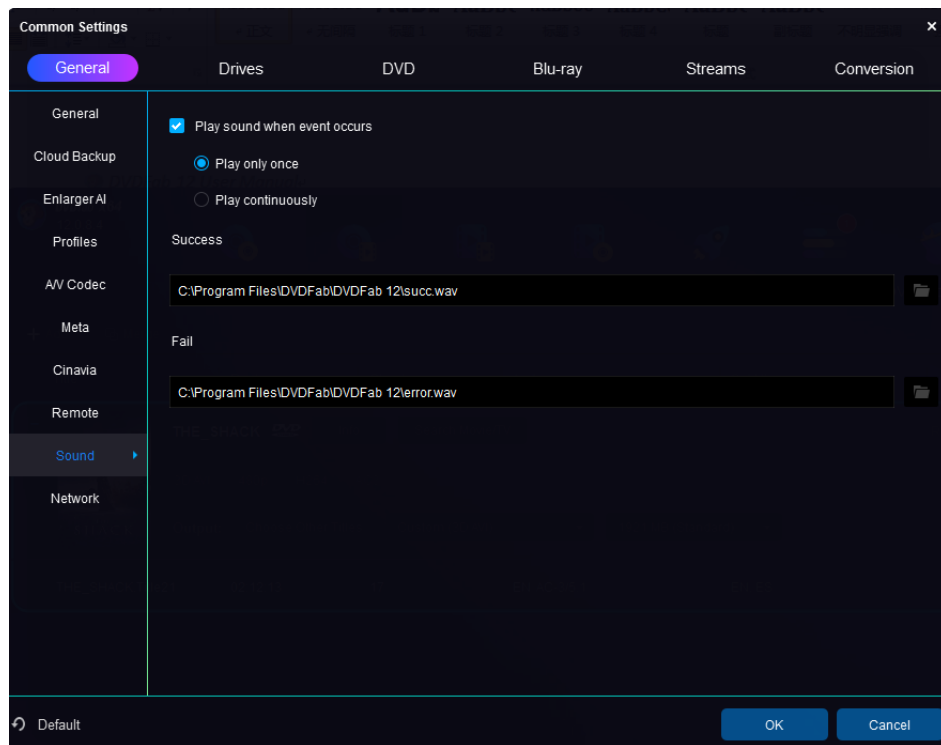 Common Settings
General Drives DVD Blu-ray Streams Conversion
General
Cloud Backup
Enlarger AI
Profiles
A/V Codec
Meta
Cinavia
Remote
Sound
Network
Play sound when event occurs
Play only once
Play continuously
Success
C:\Program Files\DVDFab\DVDFab 12\succ.wav
Fail
C:\Program Files\DVDFab\DVDFab 12\error.wav
Default
OK
Cancel